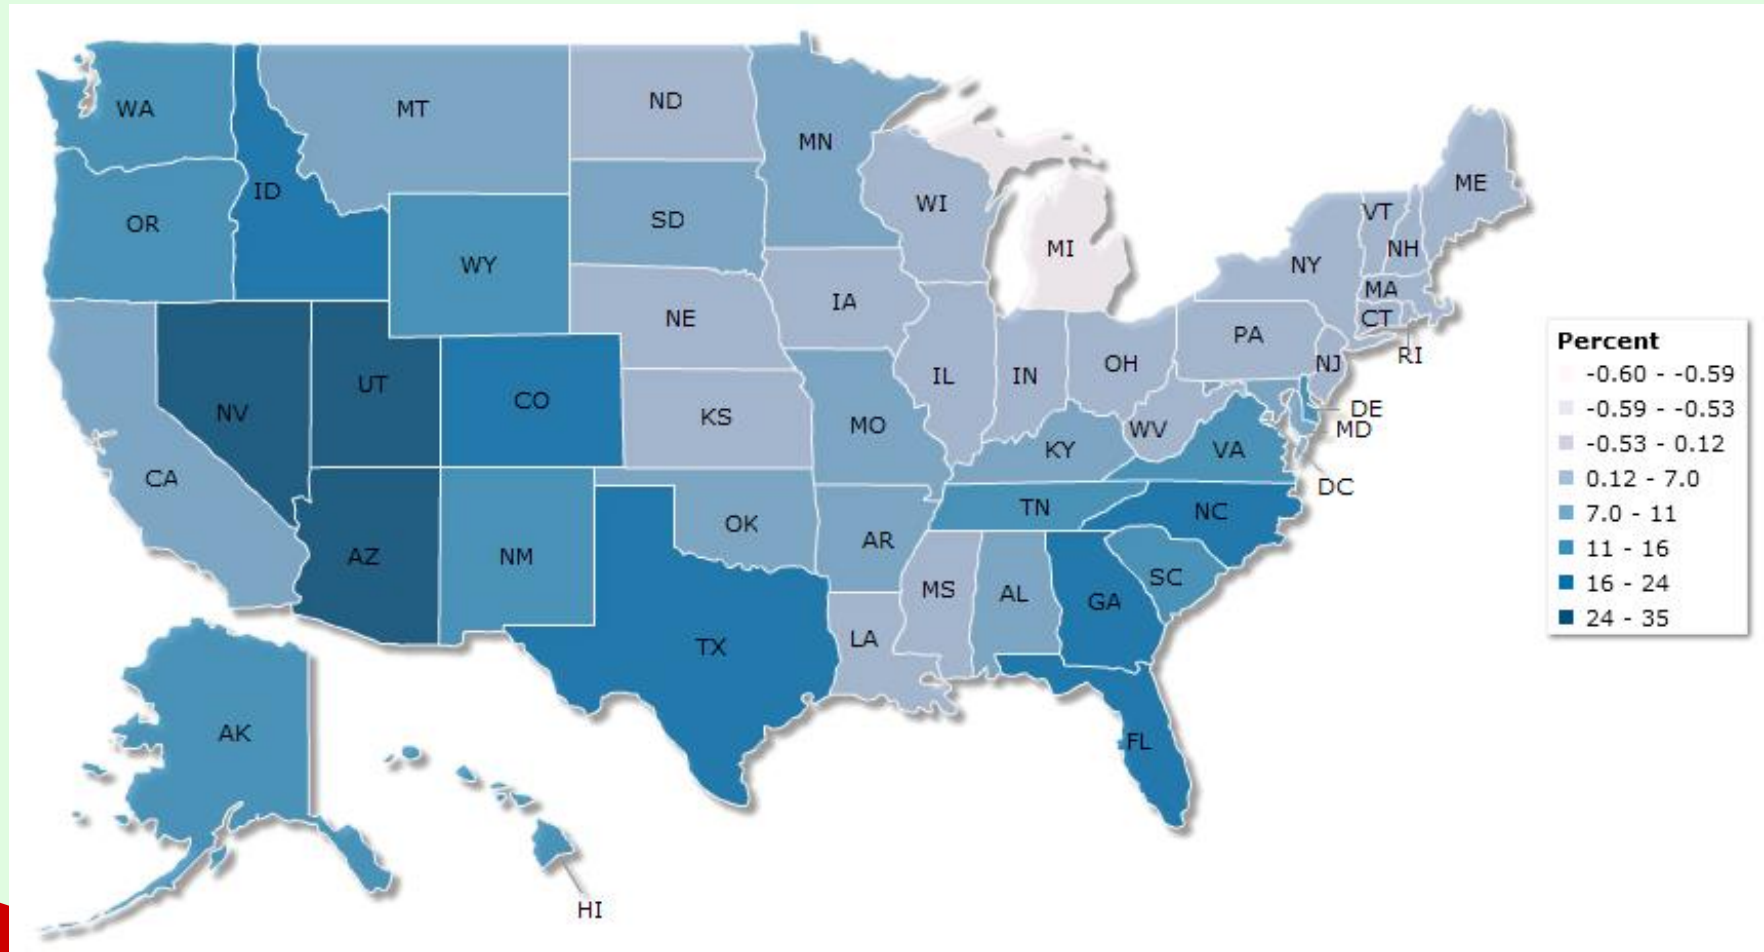 WA
MT
ND
MN
ID
OR
SD
WI
MI
ME
VT
NH
WY
NY
MA
CT
RI
NE
IA
PA
NJ
NV
UT
CO
IL
IN
OH
KS
MO
WV
DE
MD
KY
VA
DC
CA
TN
NC
OK
AR
AZ
NM
SC
MS
AL
GA
LA
TX
FL
AK
HI
Percent
-0.60 - -0.59
-0.59 - -0.53
-0.53 - 0.12
0.12 - 7.0
7.0 - 11
11 - 16
16 - 24
24 - 35